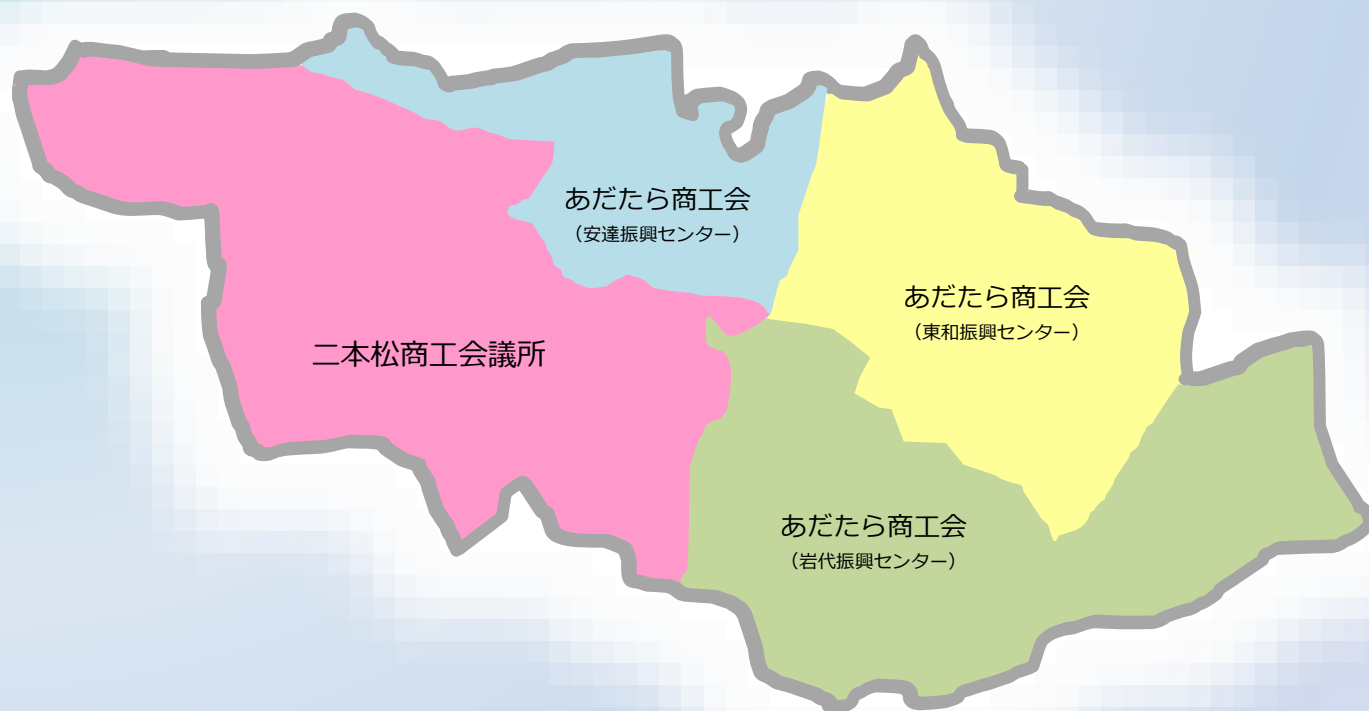 あだたら商工会
（安達振興センター）
あだたら商工会
（東和振興センター）
二本松商工会議所
あだたら商工会
（岩代振興センター）